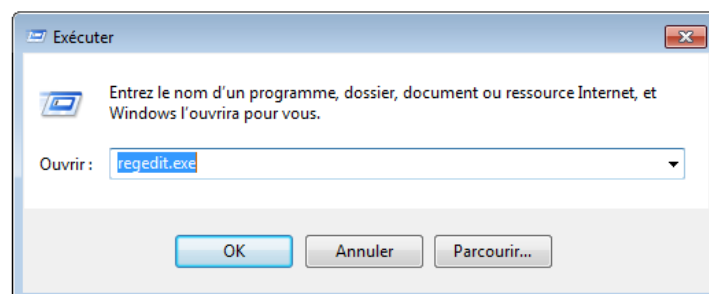 Exécuter
Entrez le nom d'un programme, dossier, document ou ressource Internet, et
Windows l'ouvrira pour vous.
Ouvrir : regedit.exe
OK Annuler Parcourir...